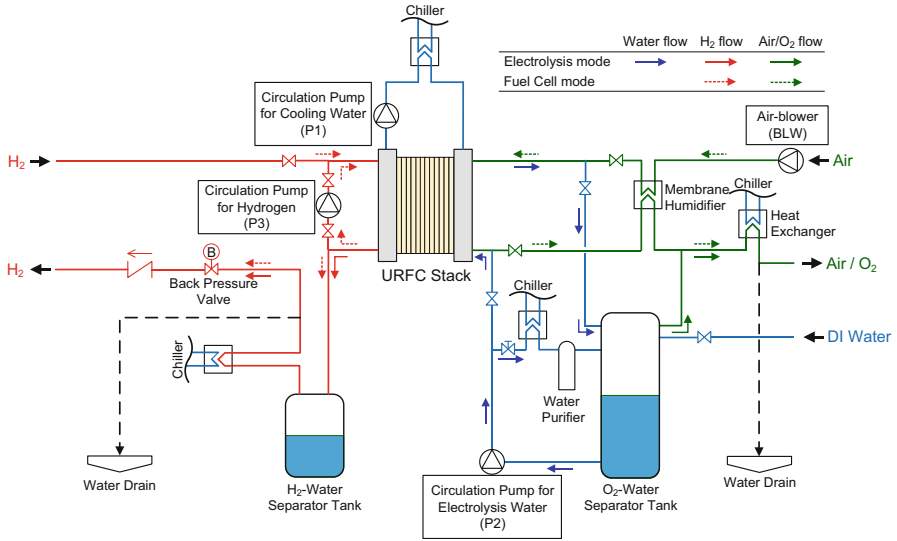 Chiller
Water flow
H₂ flow
Air/O₂ flow
Electrolysis mode
Fuel Cell mode
Circulation Pump
for Cooling Water
(P1)
Air-blower
(BLW)
H₂
Air
Circulation Pump
for Hydrogen
(P3)
Membrane
Humidifier
Chiller
Heat
Exchanger
URFC Stack
H₂
B
Back Pressure
Valve
Air / O₂
Chiller
Chiller
DI Water
Water
Purifier
Water Drain
H₂-Water
Separator Tank
Circulation Pump for
Electrolysis Water
(P2)
O₂-Water
Separator Tank
Water Drain